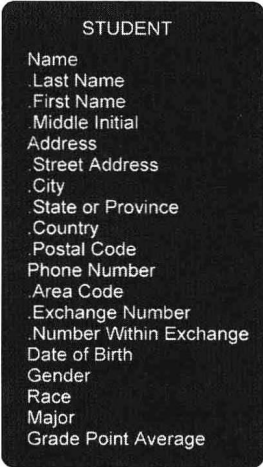 STUDENT
Name
.Last Name
.First Name
.Middle Initial
Address
.Street Address
.City
.State or Province
.Country
.Postal Code
Phone Number
.Area Code
.Exchange Number
.Number Within Exchange
Date of Birth
Gender
Race
Major
Grade Point Average